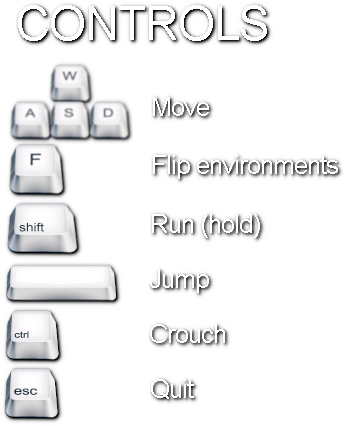 CONTROLS
W
A S D Move
F Flip environments
shift Run (hold)
Jump
ctrl Crouch
esc Quit